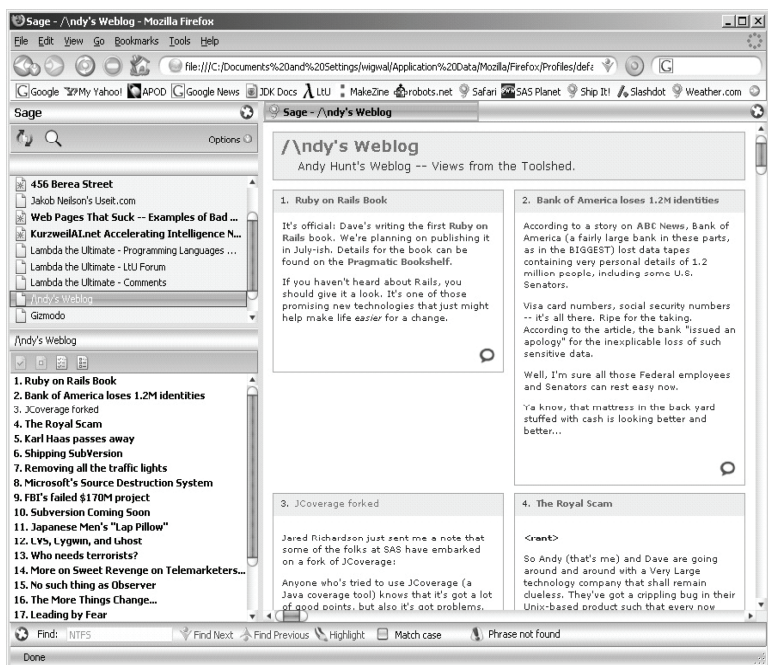 Sage - /\ndy's Weblog - Mozilla Firefox
File Edit View Go Bookmarks Tools Help
file:///C:/Documents%20and%20Settings/wigwal/Application%20Data/Mozilla/Firefox/Profiles/defa
Google My Yahoo! APOD Google News JDK Docs LtU MakeZine robots.net Safari SAS Planet Ship It! Slashdot Weather.com
Sage
Options
456 Berea Street
Jakob Neilson's Useit.com
Web Pages That Suck -- Examples of Bad ...
KurzweilAI.net Accelerating Intelligence N...
Lambda the Ultimate - Programming Languages ...
Lambda the Ultimate - LtU Forum
Lambda the Ultimate - Comments
/\ndy's Weblog
Gizmodo
/\ndy's Weblog
1. Ruby on Rails Book
2. Bank of America loses 1.2M identities
3. JCoverage forked
4. The Royal Scam
5. Karl Haas passes away
6. Shipping SubVersion
7. Removing all the traffic lights
8. Microsoft's Source Destruction System
9. FBI's failed $170M project
10. Subversion Coming Soon
11. Japanese Men's "Lap Pillow"
12. CVS, Cygwin, and Ghost
13. Who needs terrorists?
14. More on Sweet Revenge on Telemarketers...
15. No such thing as Observer
16. The More Things Change...
17. Leading by Fear
Sage - /\ndy's Weblog
/\ndy's Weblog
Andy Hunt's Weblog -- Views from the Toolshed.
1. Ruby on Rails Book
It's official: Dave's writing the first Ruby on
Rails book. We're planning on publishing it
in July-ish. Details for the book can be
found on the Pragmatic Bookshelf.
If you haven't heard about Rails, you
should give it a look. It's one of those
promising new technologies that just might
help make life easier for a change.
2. Bank of America loses 1.2M identities
According to a story on ABC News, Bank of
America (a fairly large bank in these parts,
as in the BIGGEST) lost data tapes
containing very personal details of 1.2
million people, including some U.S.
Senators.
Visa card numbers, social security numbers
-- it's all there. Ripe for the taking.
According to the article, the bank "issued an
apology" for the inexplicable loss of such
sensitive data.
Well, I'm sure all those Federal employees
and Senators can rest easy now.
Ya know, that mattress in the back yard
stuffed with cash is looking better and
better...
3. JCoverage forked
Jared Richardson just sent me a note that
some of the folks at SAS have embarked
on a fork of JCoverage:
Anyone who's tried to use JCoverage (a
Java coverage tool) knows that it's got a lot
of good points, but also it's got problems.
4. The Royal Scam
<rant>
So Andy (that's me) and Dave are going
around and around with a Very Large
technology company that shall remain
clueless. They've got a crippling bug in their
Unix-based product such that every now
Find: NTFS Find Next Find Previous Highlight Match case Phrase not found
Done